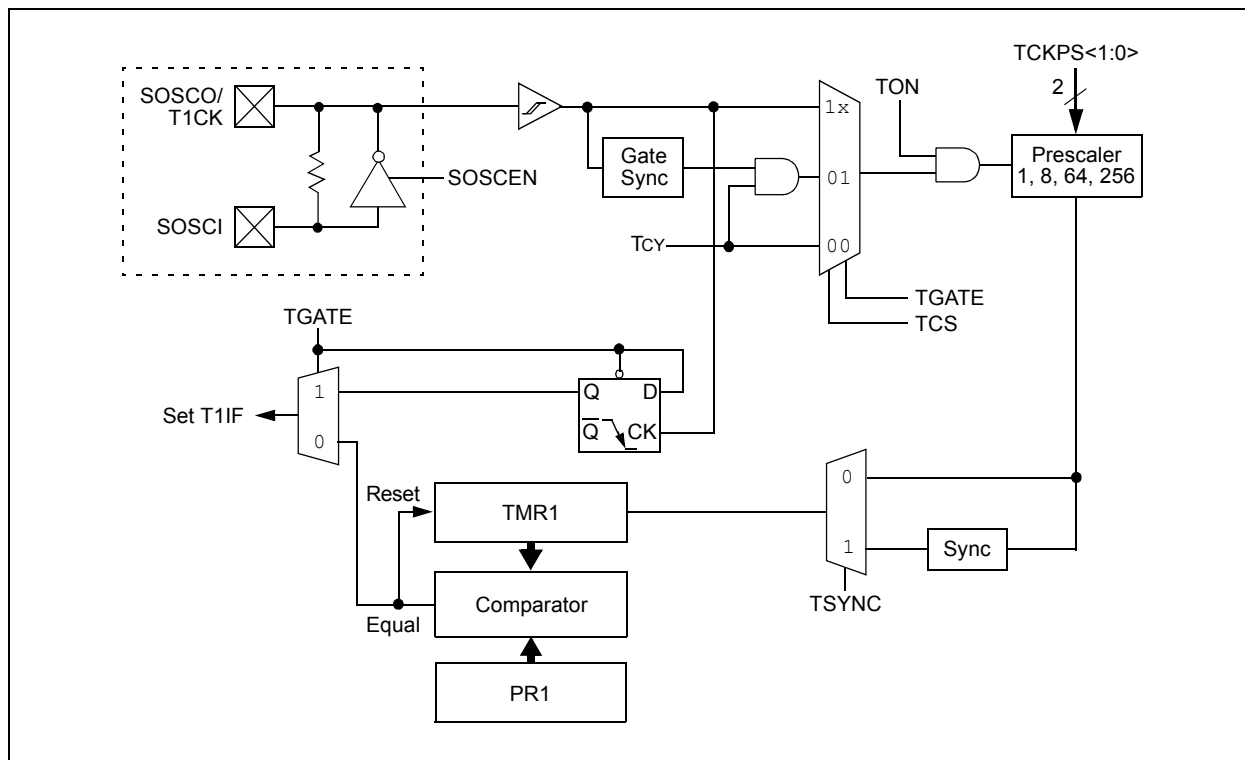 TCKPS<1:0>
SOSCO/
T1CK
TON
2
1x
Gate
Sync
Prescaler
1, 8, 64, 256
01
SOSCEN
SOSCI
TCY
00
TGATE
TCS
TGATE
1
Q
D
Set T1IF
Q
CK
0
Reset
TMR1
0
1
Sync
TSYNC
Comparator
Equal
PR1